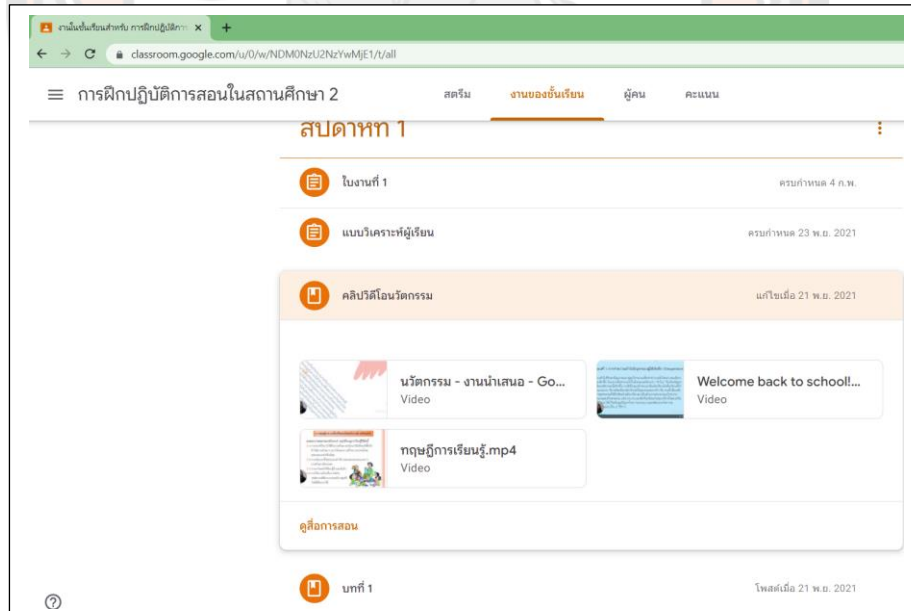 งานในชั้นเรียนสำหรับ การฝึกปฏิบัติการ
classroom.google.com/u/0/w/NDM0NzU2NzYwMjE1/t/all
การฝึกปฏิบัติการสอนในสถานศึกษา 2
สตรีม งานของชั้นเรียน ผู้คน คะแนน
สัปดาห์ที่ 1
ใบงานที่ 1 ครบกำหนด 4 ก.พ.
แบบวิเคราะห์ผู้เรียน ครบกำหนด 23 พ.ย. 2021
คลิปวิดีโอนวัตกรรม แก้ไขเมื่อ 21 พ.ย. 2021
นวัตกรรม - งานนำเสนอ - Go... Welcome back to school!...
Video Video
ทฤษฎีการเรียนรู้.mp4
Video
ดูสื่อการสอน
บทที่ 1 โพสต์เมื่อ 21 พ.ย. 2021